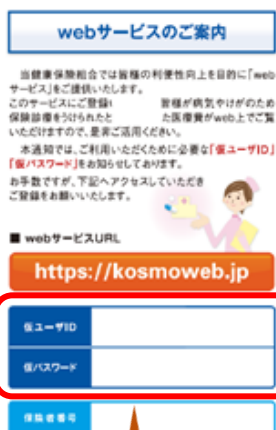 webサービスのご案内
当健康保険組合では皆様の利便性向上を目的に「web
サービス」をご提供いたします。
このサービスにご登録い 皆様が病気やけがのため
保険診療をうけられたと た医療費がweb上でご覧
いただけますので、是非ご活用ください。
本通知では、ご利用いただくために必要な「仮ユーザID」
「仮パスワード」をお知らせしております。
お手数ですが、下記へアクセスしていただき
ご登録をお願いいたします。
■ webサービスURL
https://kosmoweb.jp
仮ユーザID
仮パスワード
保険者番号